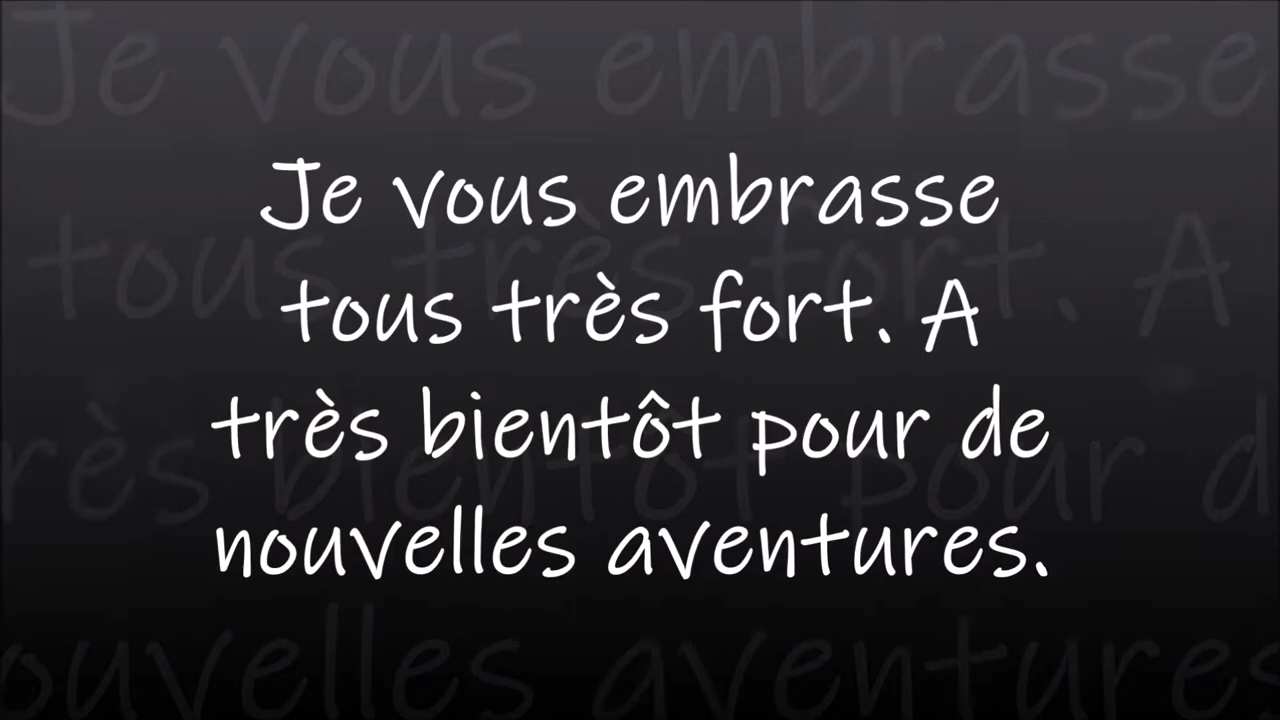 Je vous embrasse
tous très fort. A
très bientôt pour de
nouvelles aventures.